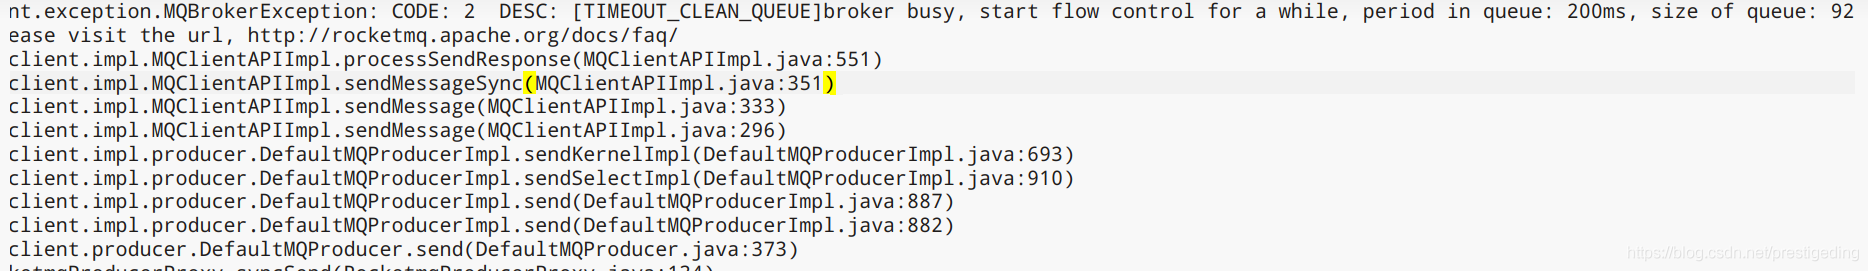 nt.exception.MQBrokerException: CODE: 2  DESC: [TIMEOUT_CLEAN_QUEUE]broker busy, start flow control for a while, period in queue: 200ms, size of queue: 92
ease visit the url, http://rocketmq.apache.org/docs/faq/
client.impl.MQClientAPIImpl.processSendResponse(MQClientAPIImpl.java:551)
client.impl.MQClientAPIImpl.sendMessageSync(MQClientAPIImpl.java:351)
client.impl.MQClientAPIImpl.sendMessage(MQClientAPIImpl.java:333)
client.impl.MQClientAPIImpl.sendMessage(MQClientAPIImpl.java:296)
client.impl.producer.DefaultMQProducerImpl.sendKernelImpl(DefaultMQProducerImpl.java:693)
client.impl.producer.DefaultMQProducerImpl.sendSelectImpl(DefaultMQProducerImpl.java:910)
client.impl.producer.DefaultMQProducerImpl.send(DefaultMQProducerImpl.java:887)
client.impl.producer.DefaultMQProducerImpl.send(DefaultMQProducerImpl.java:882)
client.producer.DefaultMQProducer.send(DefaultMQProducer.java:373)
https://blog.csdn.net/prestigeding